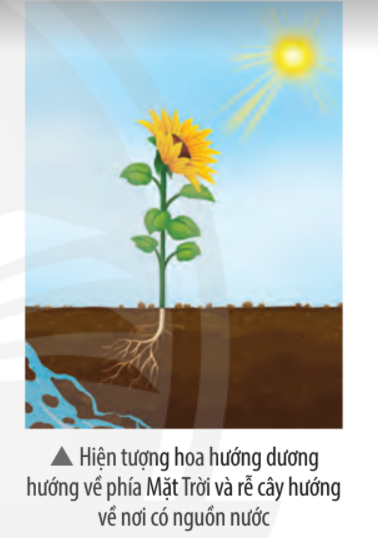 ▲ Hiện tượng hoa hướng dương
hướng về phía Mặt Trời và rễ cây hướng
về nơi có nguồn nước